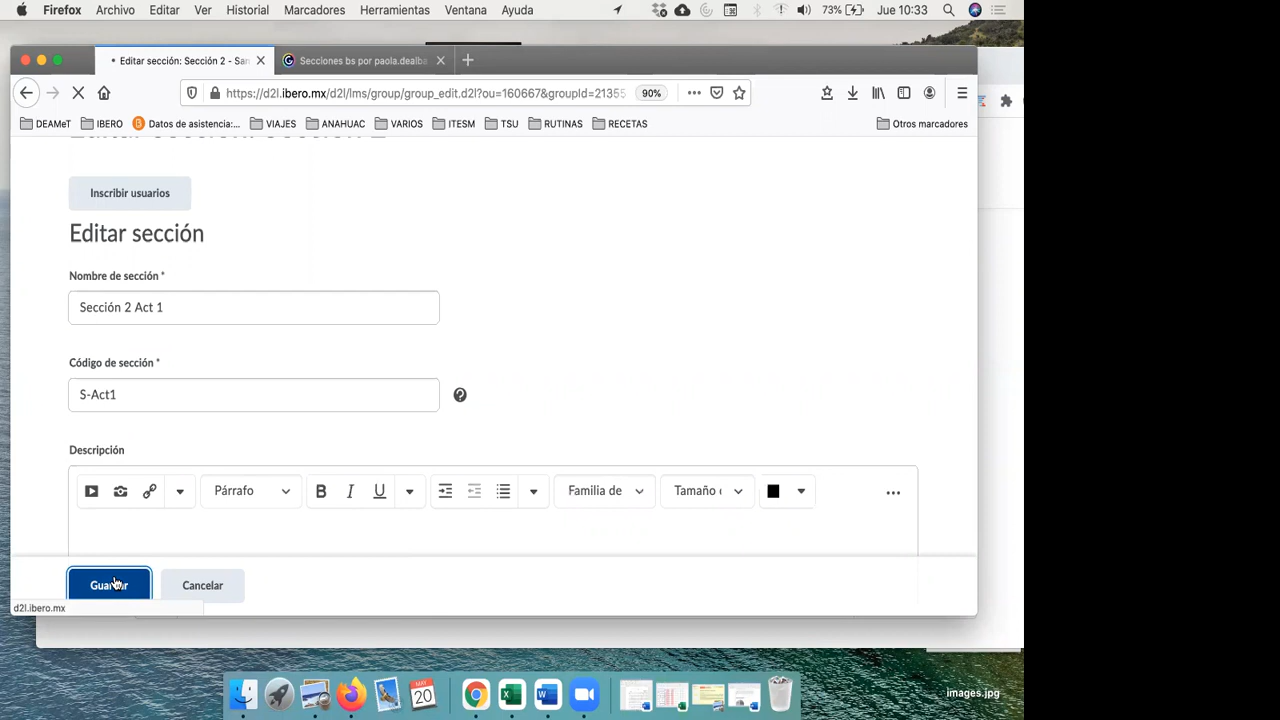 Firefox Archivo Editar Ver Historial Marcadores Herramientas Ventana Ayuda 73% Jue 10:33
Editar sección: Sección 2 - San Secciones bs por paola.dealba
https://d2l.ibero.mx/d2l/lms/group/group_edit.d2l?ou=160667&groupId=21355 90%
DEAMeT IBERO Datos de asistencia:... VIAJES ANAHUAC VARIOS ITESM TSU RUTINAS RECETAS Otros marcadores
Inscribir usuarios
Editar sección
Nombre de sección *
Sección 2 Act 1
Código de sección *
S-Act1
Descripción
Párrafo B I U Familia de Tamaño
Guardar Cancelar
d2l.ibero.mx
MAY
20
images.jpg